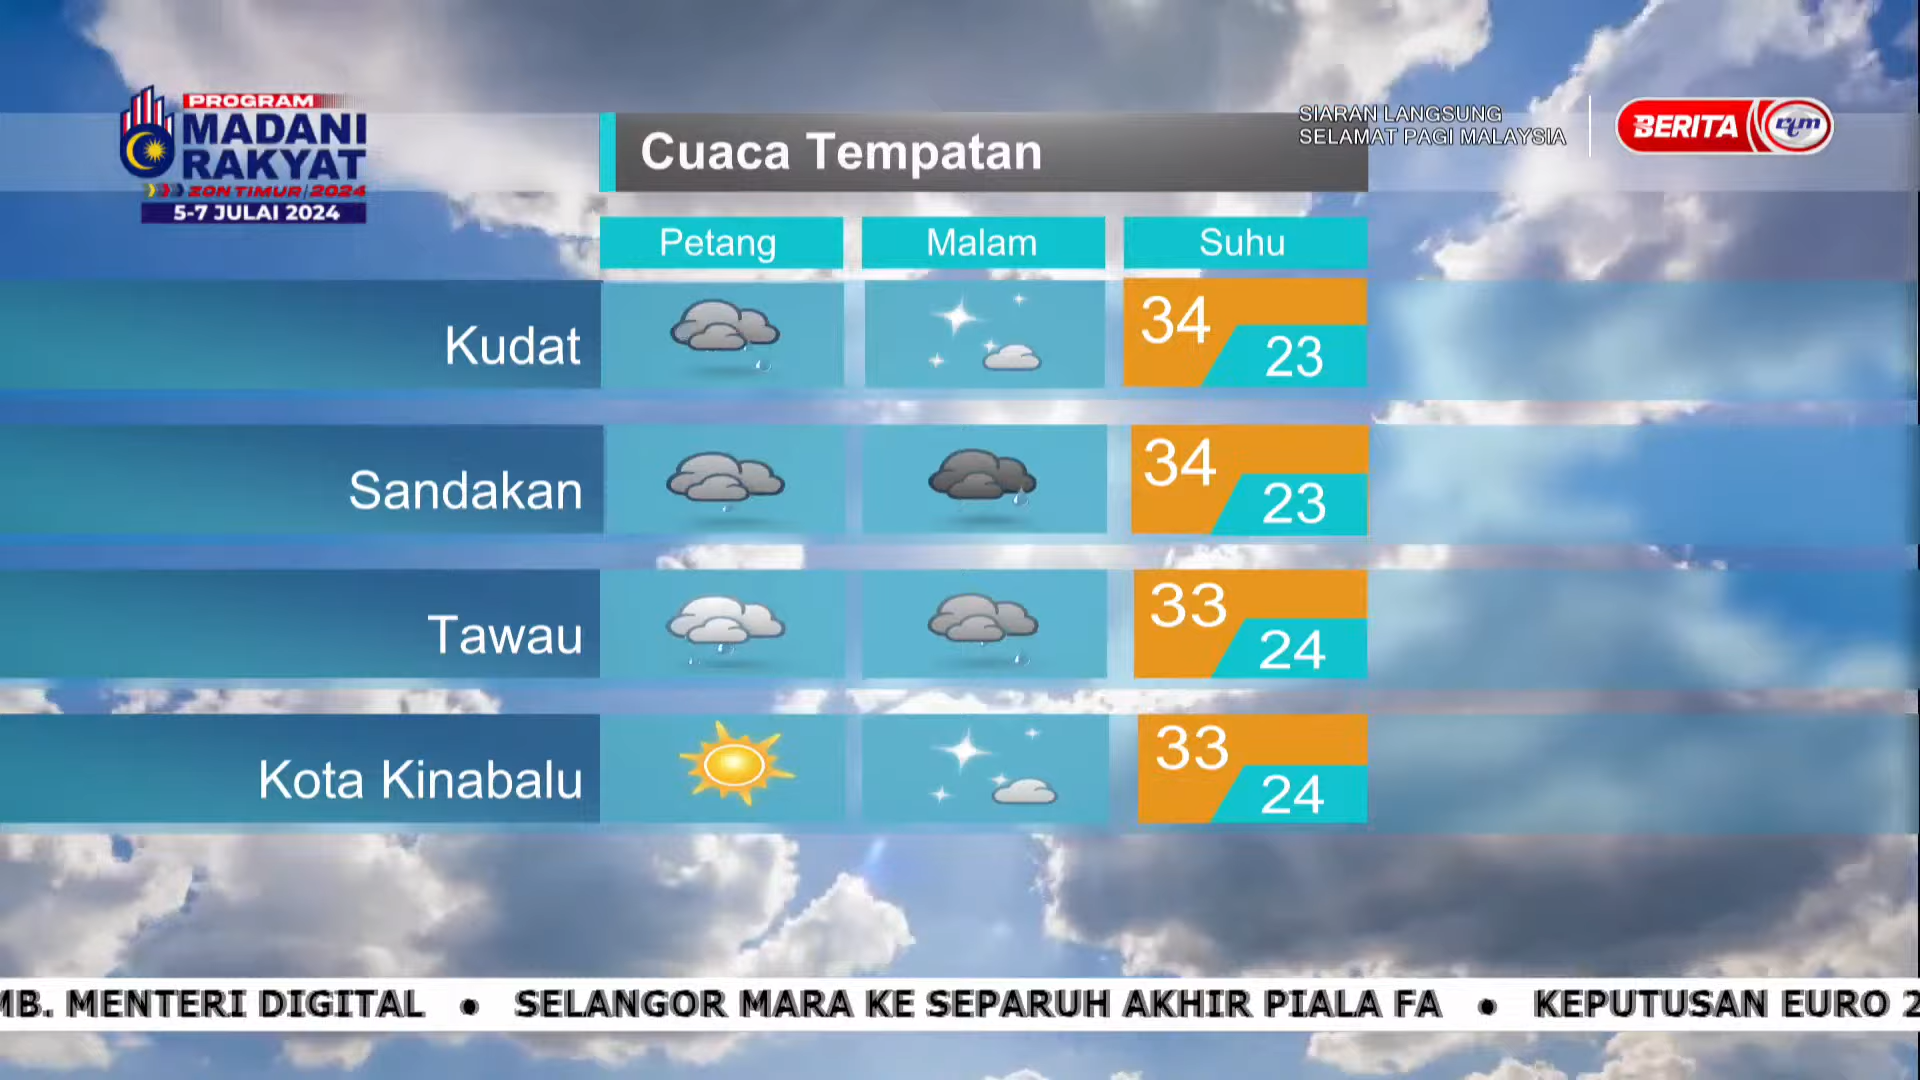 PROGRAM
MADANI
RAKYAT
ZON TIMUR/2024
5-7 JULAI 2024
SIARAN LANGSUNG
SELAMAT PAGI MALAYSIA
BERITA rtm
Cuaca Tempatan
Petang Malam Suhu
Kudat 34 23
Sandakan 34 23
Tawau 33 24
Kota Kinabalu 33 24
MB. MENTERI DIGITAL • SELANGOR MARA KE SEPARUH AKHIR PIALA FA • KEPUTUSAN EURO 2